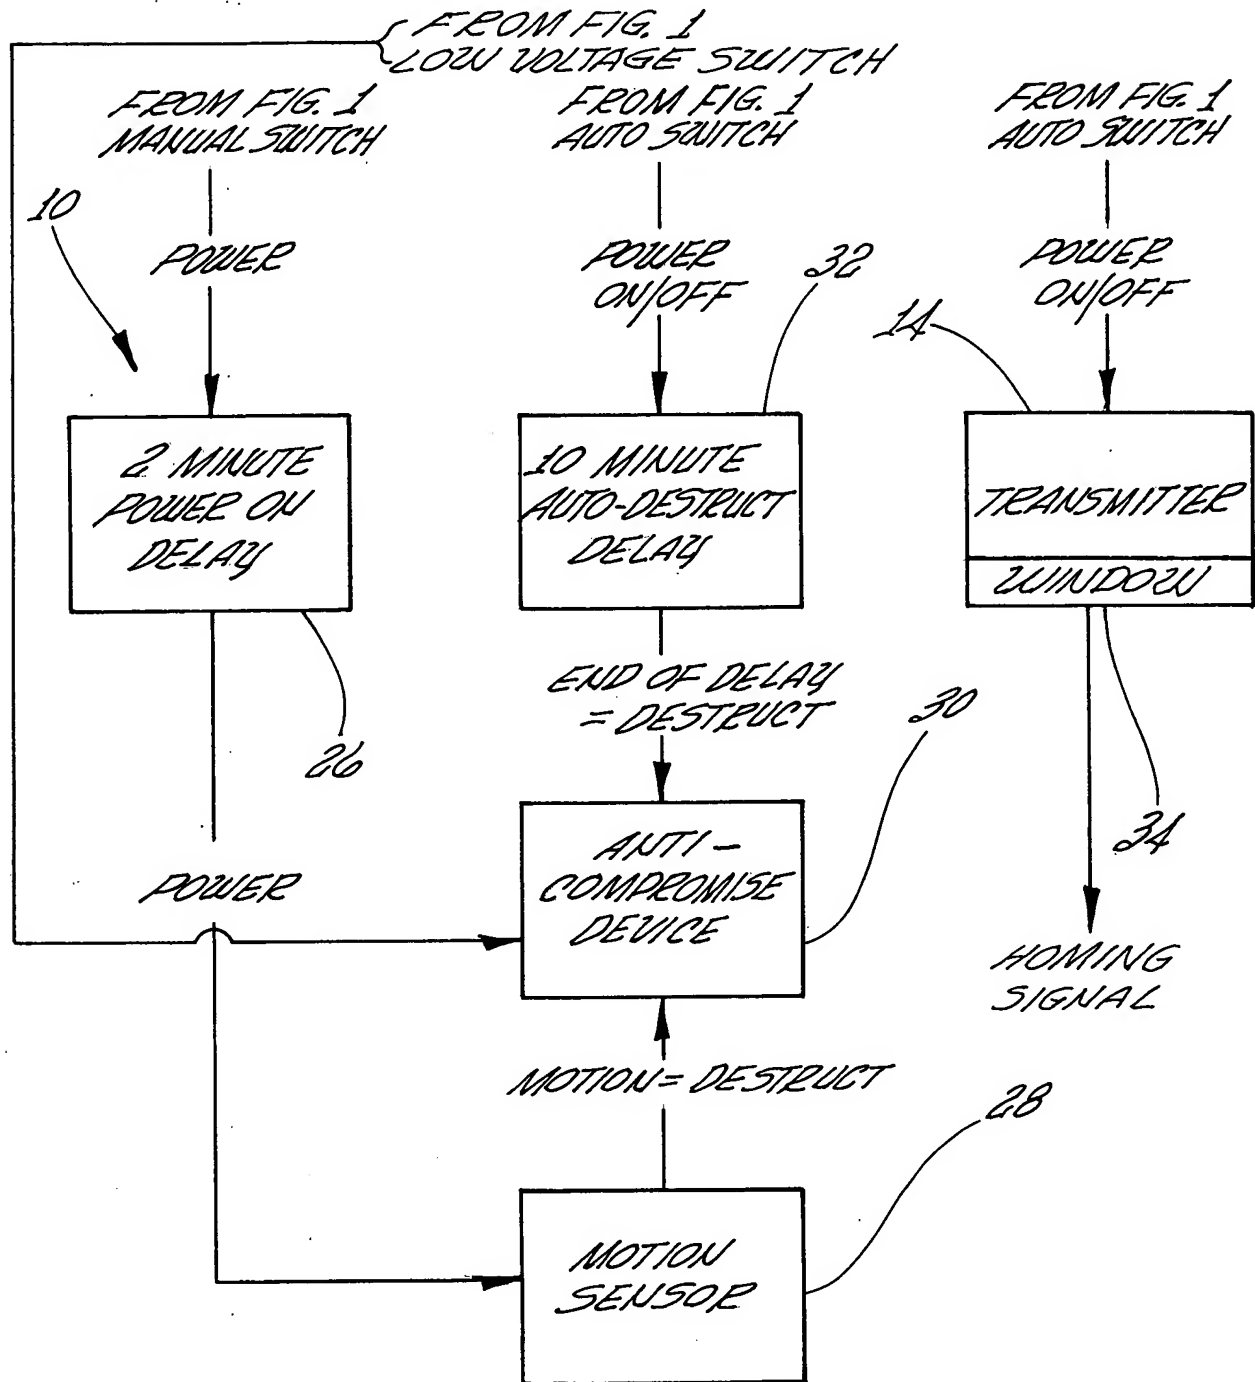 FROM FIG. 1
LOW VOLTAGE SWITCH
FROM FIG. 1
MANUAL SWITCH
FROM FIG. 1
AUTO SWITCH
FROM FIG. 1
AUTO SWITCH
10
POWER
POWER
ON/OFF
32
14
POWER
ON/OFF
2 MINUTE
POWER ON
DELAY
26
10 MINUTE
AUTO-DESTRUCT
DELAY
TRANSMITTER
WINDOW
34
END OF DELAY
= DESTRUCT
30
POWER
ANTI-
COMPROMISE
DEVICE
HOMING
SIGNAL
MOTION = DESTRUCT
28
MOTION
SENSOR